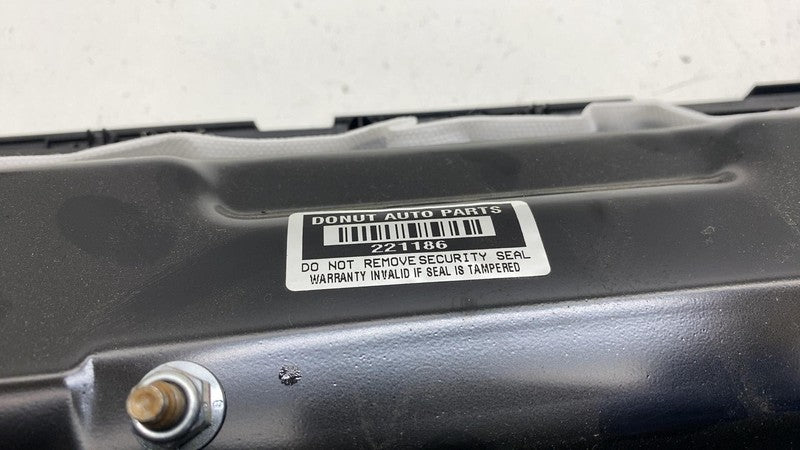 DONUT AUTO PARTS
221186
DO NOT REMOVE SECURITY SEAL
WARRANTY INVALID IF SEAL IS TAMPERED